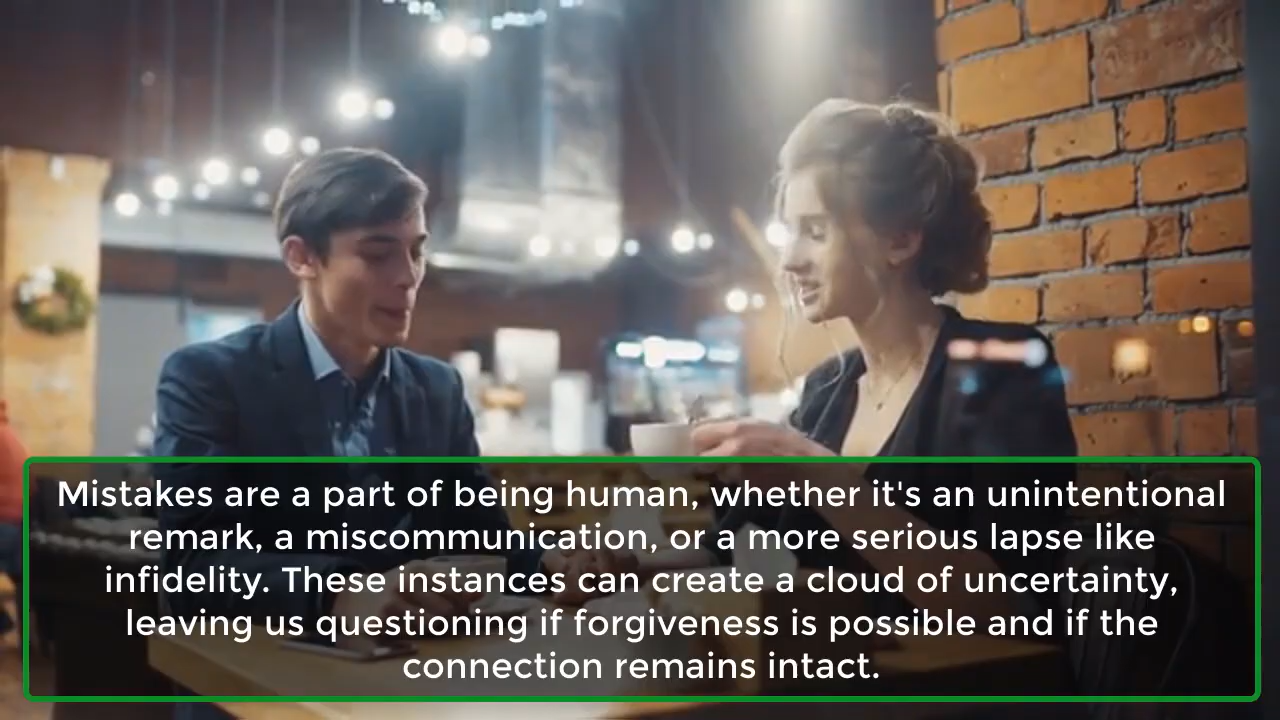 Mistakes are a part of being human, whether it's an unintentional
remark, a miscommunication, or a more serious lapse like
infidelity. These instances can create a cloud of uncertainty,
leaving us questioning if forgiveness is possible and if the
connection remains intact.